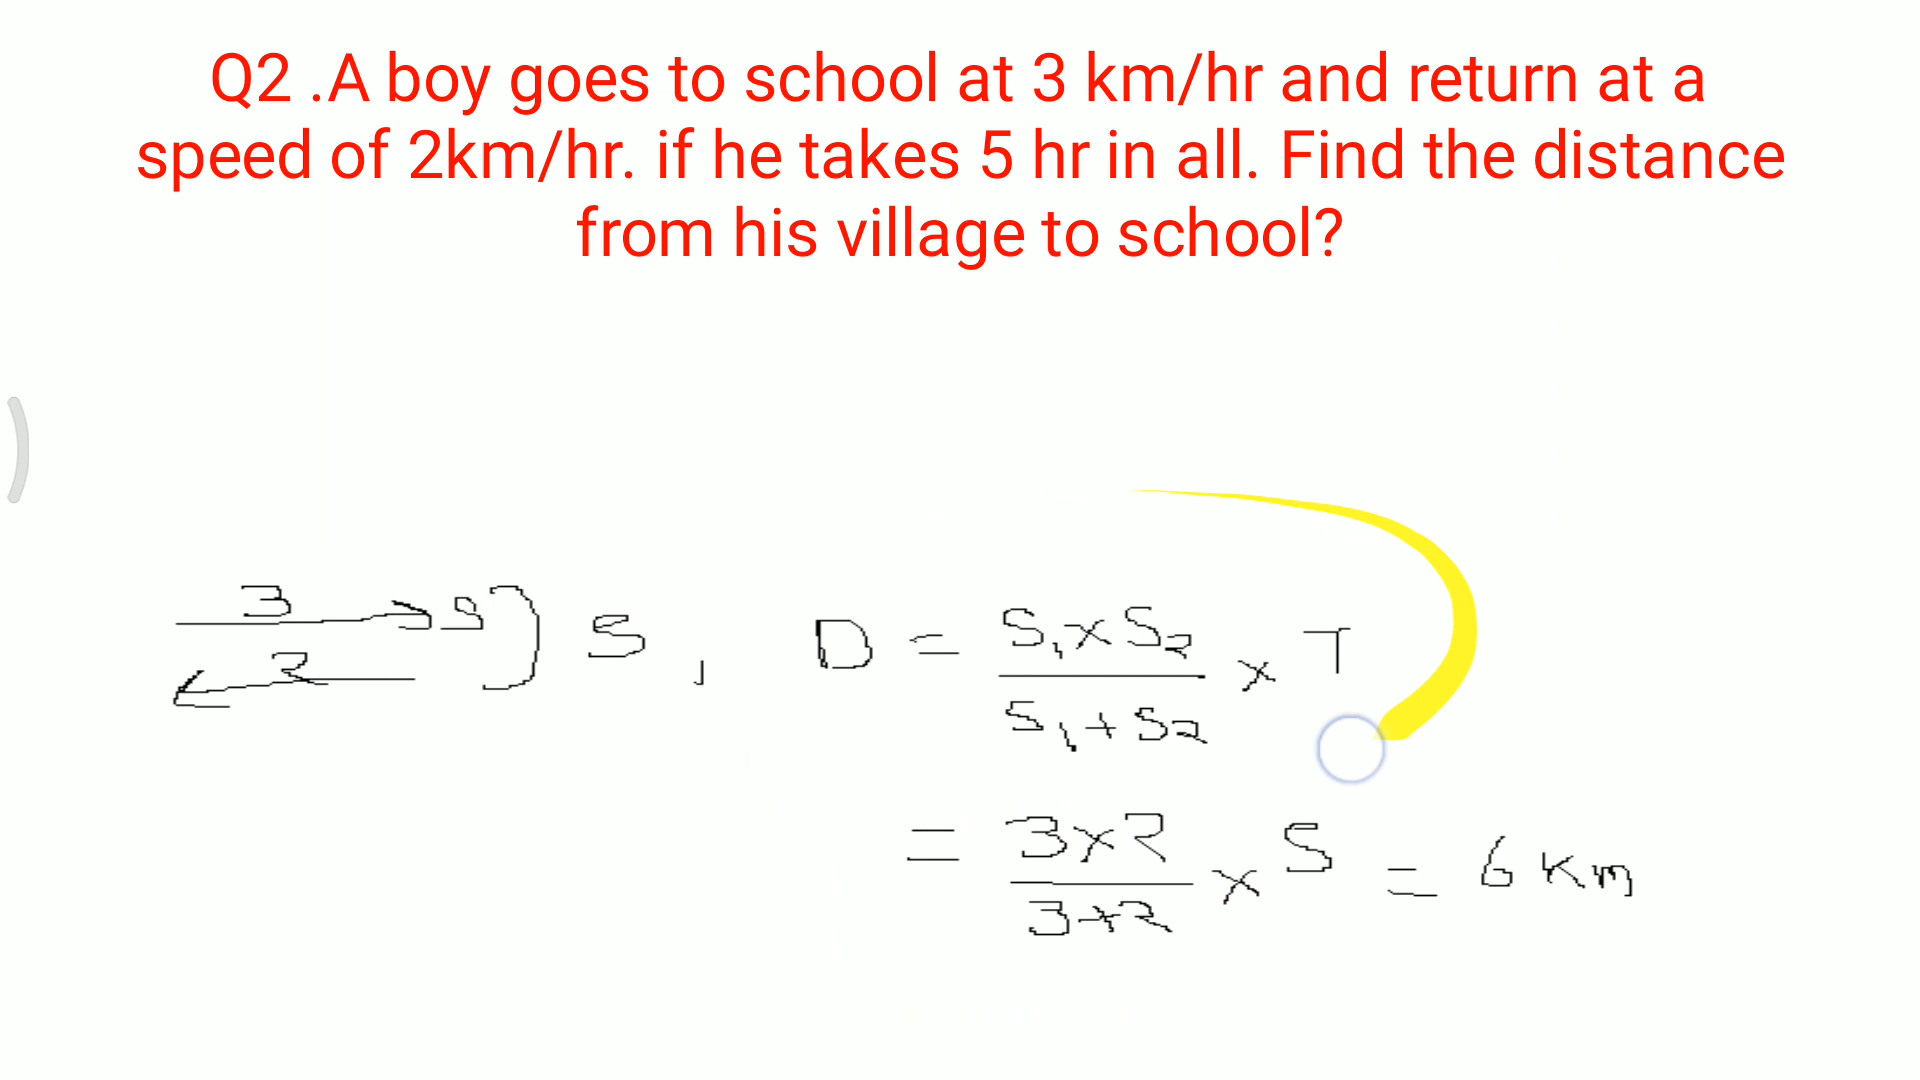 Q2 .A boy goes to school at 3 km/hr and return at a
speed of 2km/hr. if he takes 5 hr in all. Find the distance
from his village to school?
3 S
2
) 5 , D = S₁ x S₂ / S₁ + S₂ x T
= 3x2 / 3+2 x 5 = 6 Km